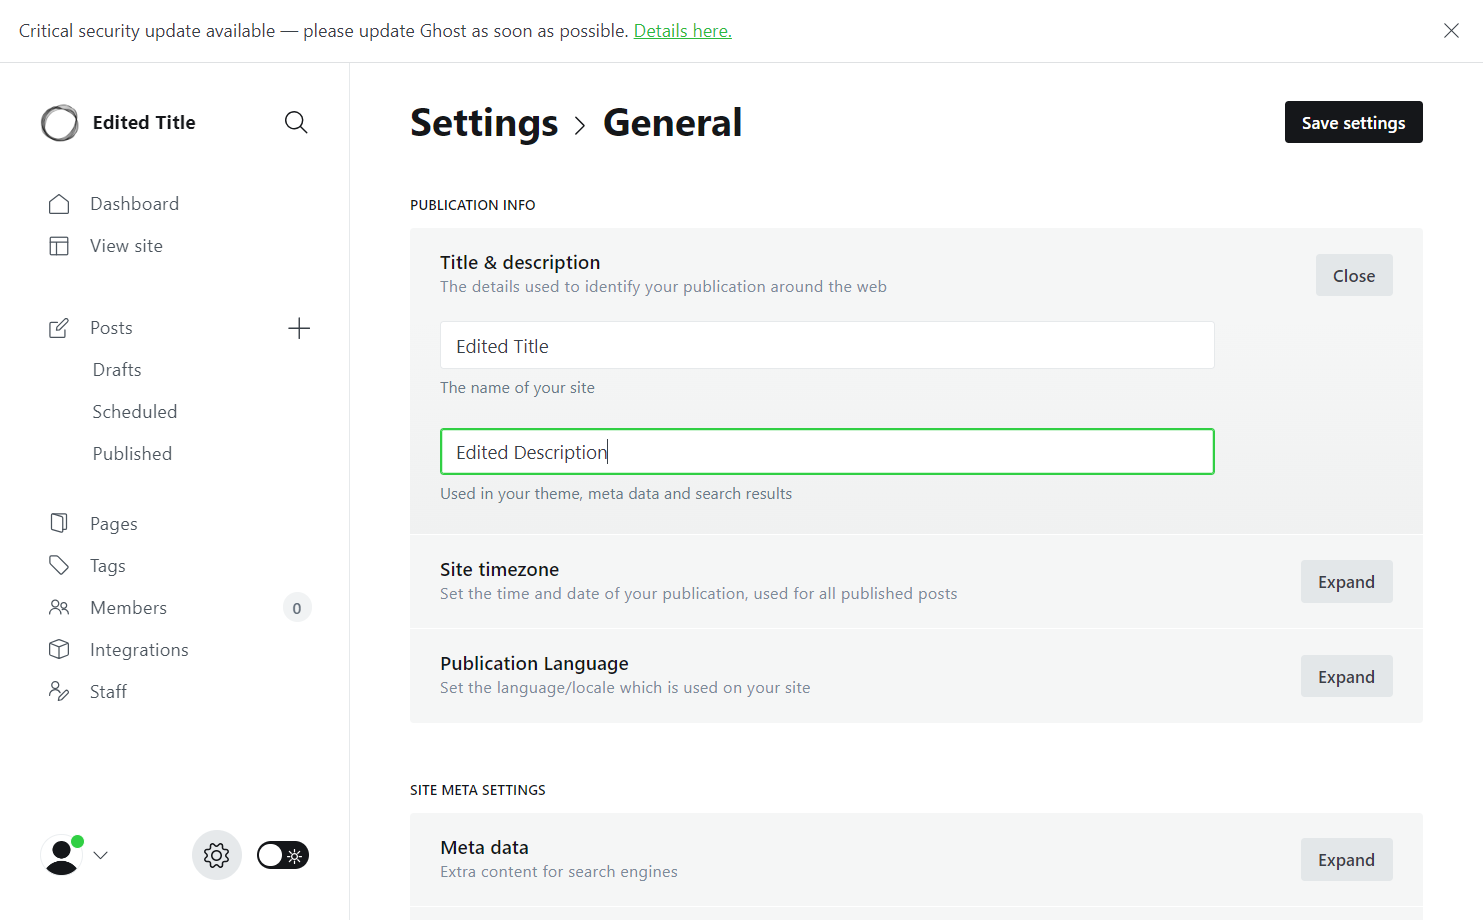 Critical security update available — please update Ghost as soon as possible. Details here.
Edited Title
Settings > General
Save settings
Dashboard
View site
Posts
Drafts
Scheduled
Published
Pages
Tags
Members
0
Integrations
Staff
PUBLICATION INFO
Title & description
The details used to identify your publication around the web
Close
Edited Title
The name of your site
Edited Description
Used in your theme, meta data and search results
Site timezone
Set the time and date of your publication, used for all published posts
Expand
Publication Language
Set the language/locale which is used on your site
Expand
SITE META SETTINGS
Meta data
Extra content for search engines
Expand